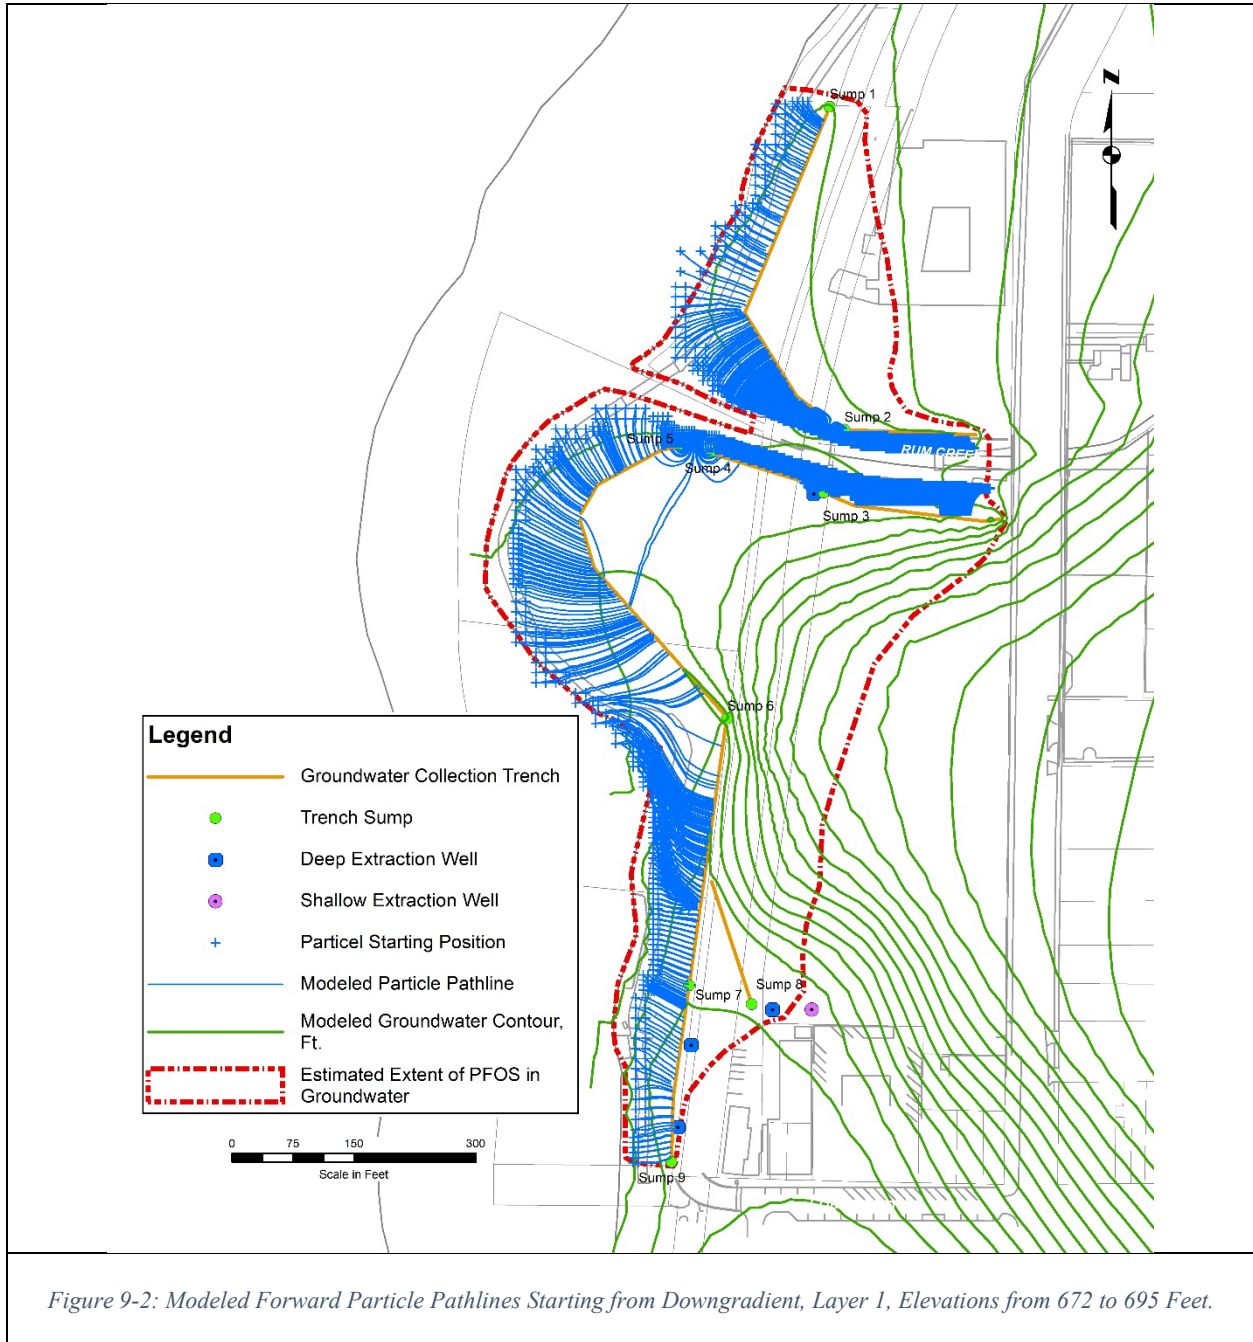 Z
Sump 1
Sump 2
RUM CREEK
Sump 5
Sump 4
Sump 3
Sump 6
Legend
Groundwater Collection Trench
Trench Sump
Deep Extraction Well
Shallow Extraction Well
Particel Starting Position
Modeled Particle Pathline
Modeled Groundwater Contour,
Ft.
Estimated Extent of PFOS in
Groundwater
Sump 7
Sump 8
0 75 150 300
Scale in Feet
Sump 9
Figure 9-2: Modeled Forward Particle Pathlines Starting from Downgradient, Layer 1, Elevations from 672 to 695 Feet.